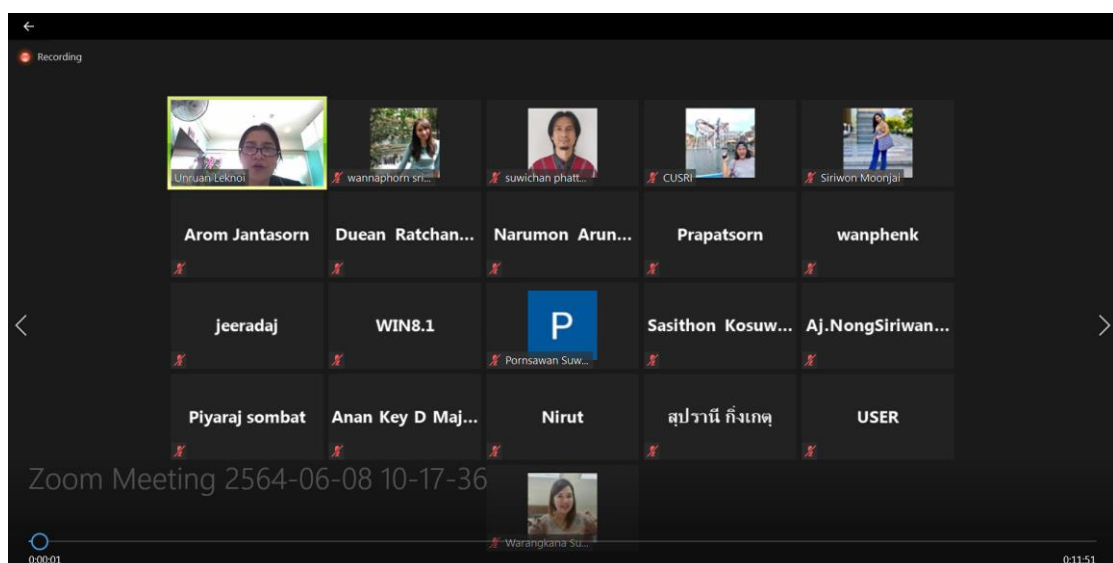 Recording
Unruan Leknoi
wannaphorn sri...
suwichan phatt...
CUSRI
Siriwon Moonjai
Arom Jantasorn
Duean Ratchan...
Narumon Arun...
Prapatsorn
wanphenk
jeeradaj
WIN8.1
P
Pornsawan Suw...
Sasithon Kosuw...
Aj.NongSiriwan...
Piyaraj sombat
Anan Key D Maj...
Nirut
สุปรานี กิ่งเกตุ
USER
Zoom Meeting 2564-06-08 10-17-36
Warangkana Su...
0:00:01
0:11:51